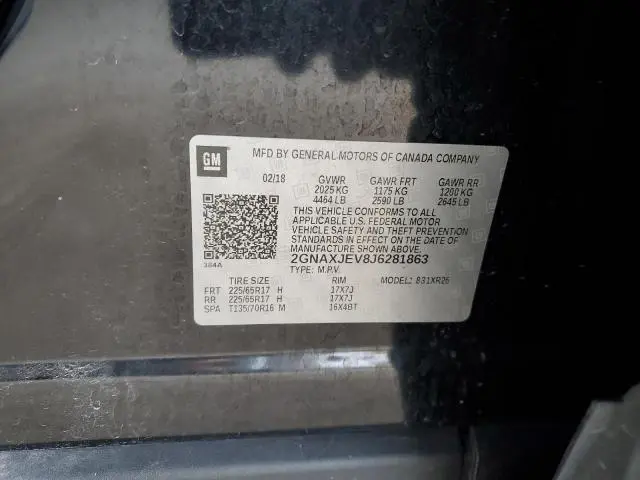 GM
MFD BY GENERAL MOTORS OF CANADA COMPANY
02/18 GVWR GAWR FRT GAWR RR
2025 KG 1175 KG 1200 KG
4464 LB 2590 LB 2645 LB
THIS VEHICLE CONFORMS TO ALL
APPLICABLE U.S. FEDERAL MOTOR
VEHICLE SAFETY AND THEFT PREVENTION
STANDARDS IN EFFECT ON THE DATE OF
MANUFACTURE SHOWN ABOVE.
2GNAXJEV8J6281863
384A TYPE: M.P.V.
TIRE SIZE RIM MODEL: 831XR26
FRT 225/65R17 H 17X7J
RR 225/65R17 H 17X7J
SPA T135/70R16 M 16X4BT